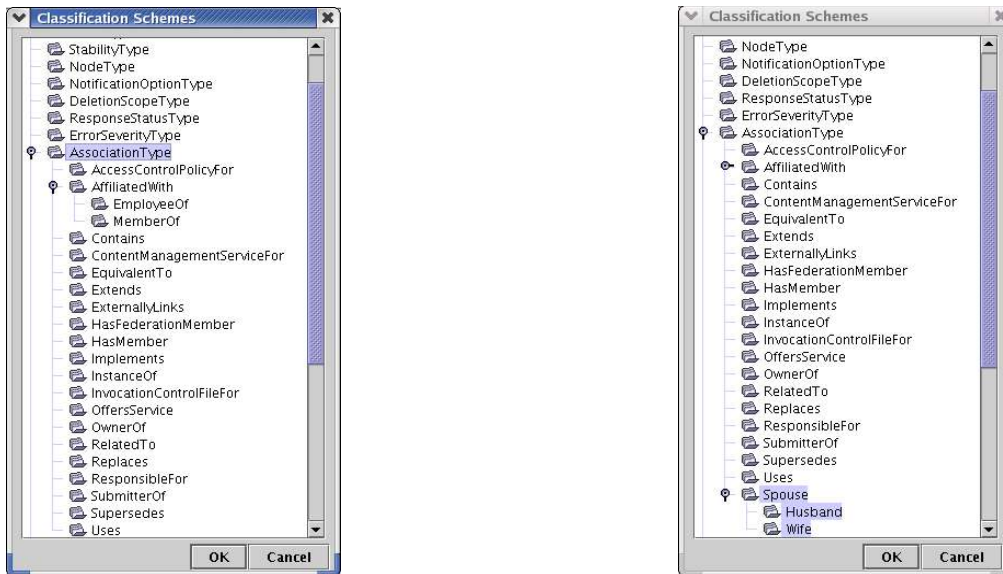 Classification Schemes
StabilityType
NodeType
NotificationOptionType
DeletionScopeType
ResponseStatusType
ErrorSeverityType
AssociationType
AccessControlPolicyFor
AffiliatedWith
EmployeeOf
MemberOf
Contains
ContentManagementServiceFor
EquivalentTo
Extends
ExternallyLinks
HasFederationMember
HasMember
Implements
InstanceOf
InvocationControlFileFor
OffersService
OwnerOf
RelatedTo
Replaces
ResponsibleFor
SubmitterOf
Supersedes
Uses
OK Cancel
Classification Schemes
NodeType
NotificationOptionType
DeletionScopeType
ResponseStatusType
ErrorSeverityType
AssociationType
AccessControlPolicyFor
AffiliatedWith
Contains
ContentManagementServiceFor
EquivalentTo
Extends
ExternallyLinks
HasFederationMember
HasMember
Implements
InstanceOf
InvocationControlFileFor
OffersService
OwnerOf
RelatedTo
Replaces
ResponsibleFor
SubmitterOf
Supersedes
Uses
Spouse
Husband
Wife
OK Cancel